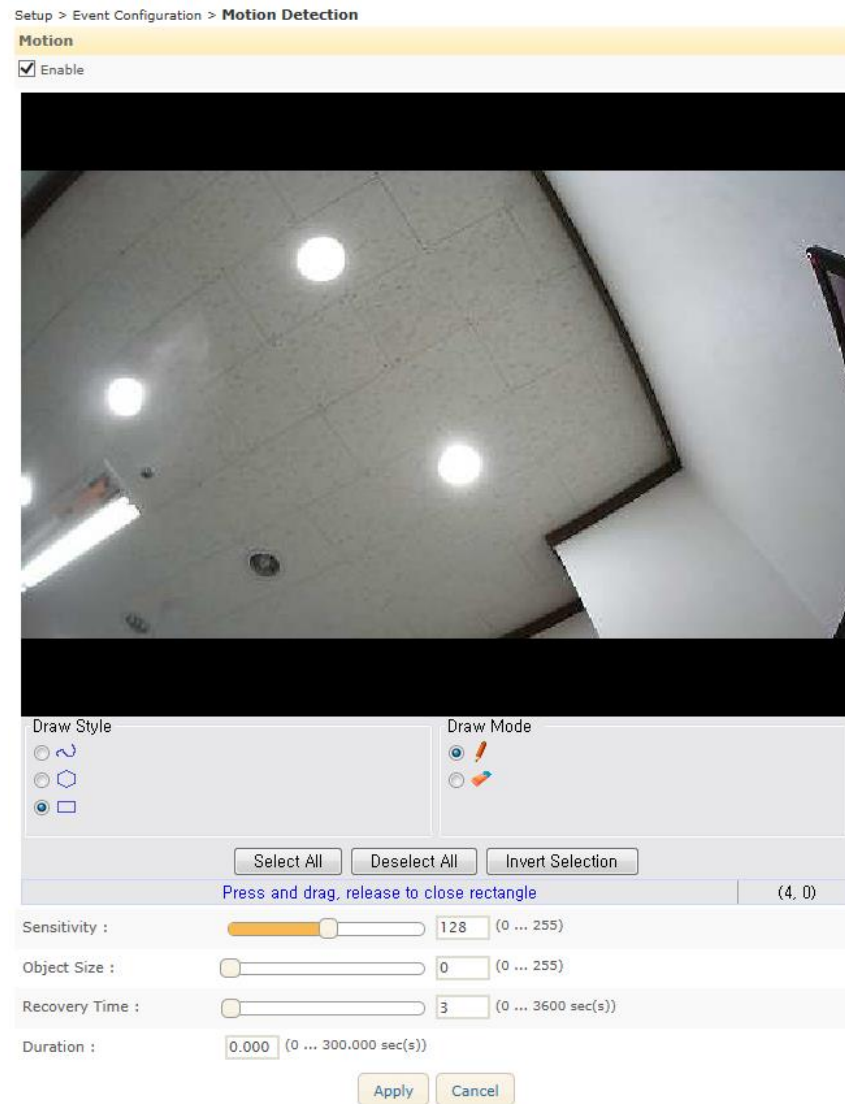 Setup > Event Configuration > Motion Detection
Motion
Enable
Draw Style
Draw Mode
Select All Deselect All Invert Selection
Press and drag, release to close rectangle (4, 0)
Sensitivity : 128 (0 ... 255)
Object Size : 0 (0 ... 255)
Recovery Time : 3 (0 ... 3600 sec(s))
Duration : 0.000 (0 ... 300.000 sec(s))
Apply Cancel